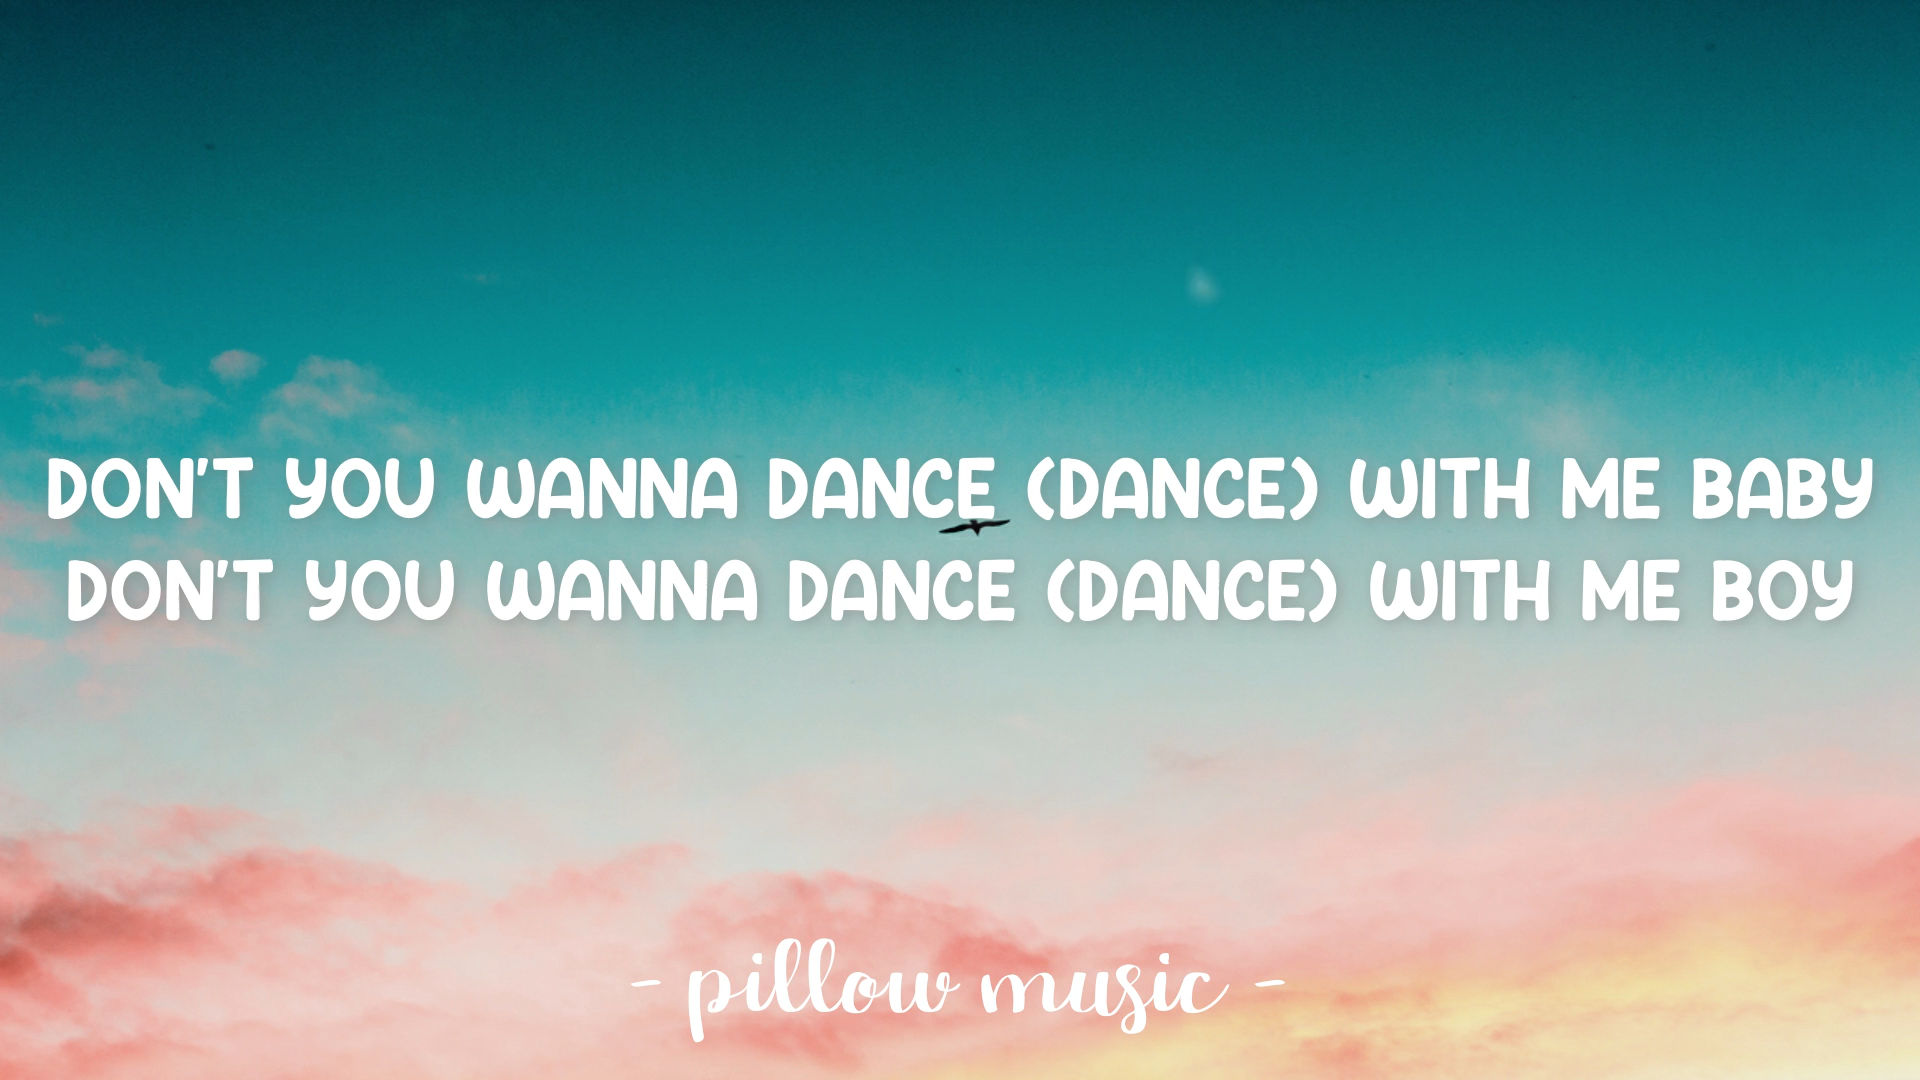 DON'T YOU WANNA DANCE (DANCE) WITH ME BABY
DON'T YOU WANNA DANCE (DANCE) WITH ME BOY
- pillow music -